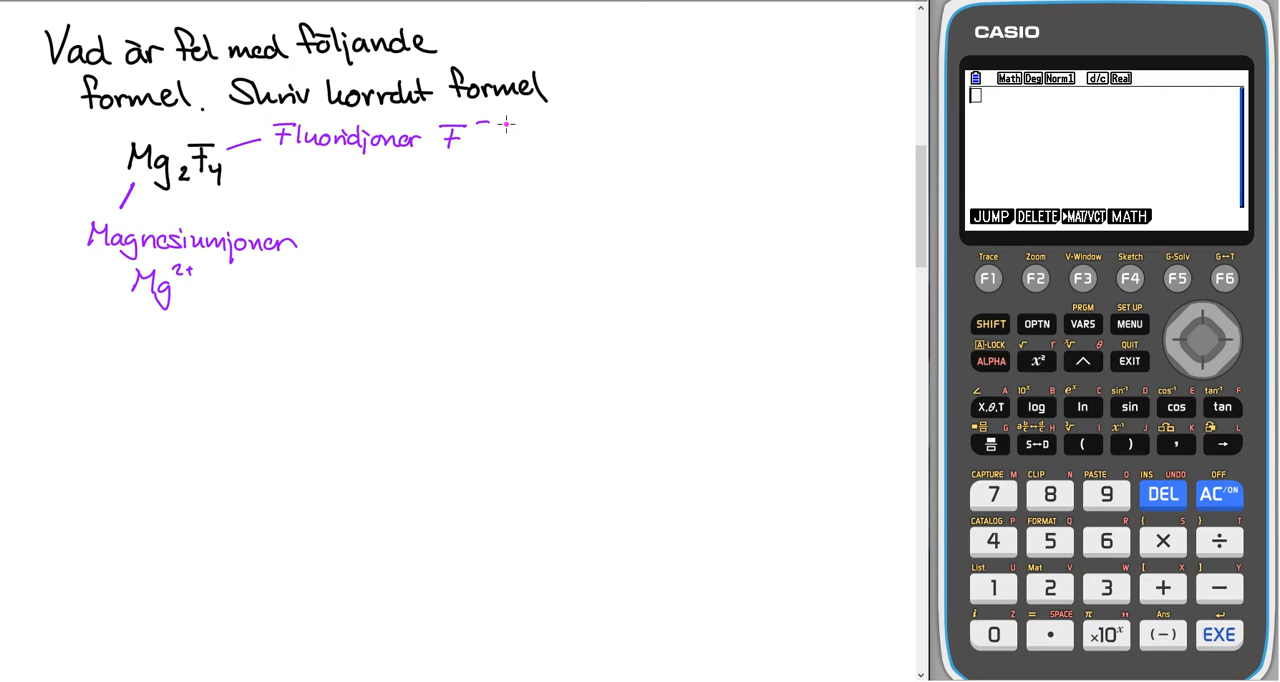 Vad är fel med följande
formel. Skriv korrekt formel
Mg₂F₄
Fluoridjoner F⁻
Magnesiumjoner
Mg²⁺
CASIO
Math Deg Norm1 d/c Real
JUMP DELETE ►MAT/VCT MATH
Trace Zoom V-Window Sketch G-Solv G↔T
F1 F2 F3 F4 F5 F6
PRGM SET UP
SHIFT OPTN VARS MENU
A-LOCK √ r ∛ θ QUIT
ALPHA x² ^ EXIT
∠ A 10ˣ B eˣ C sin⁻¹ D cos⁻¹ E tan⁻¹ F
X,θ,T log ln sin cos tan
G H I x⁻¹ J K L
S↔D ( ) , →
CAPTURE M CLIP N PASTE O INS UNDO OFF
7 8 9 DEL AC/ON
CATALOG P FORMAT Q R { S } T
4 5 6 × ÷
List U Mat V W [ X ] Y
1 2 3 + −
i Z = SPACE π " Ans ↵
0 • ×10ˣ (−) EXE